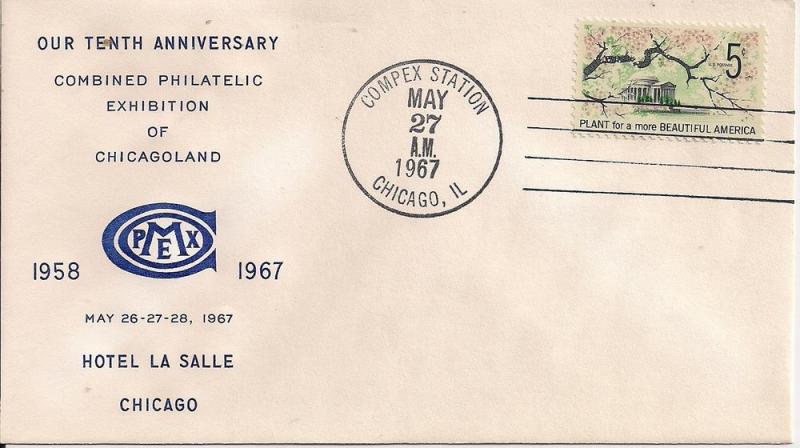 OUR TENTH ANNIVERSARY
COMBINED PHILATELIC
EXHIBITION
OF
CHICAGOLAND
COMPEX
1958 1967
MAY 26-27-28, 1967
HOTEL LA SALLE
CHICAGO
COMPEX STATION
MAY
27
A.M.
1967
CHICAGO, IL
5¢
U.S. POSTAGE
PLANT for a more BEAUTIFUL AMERICA